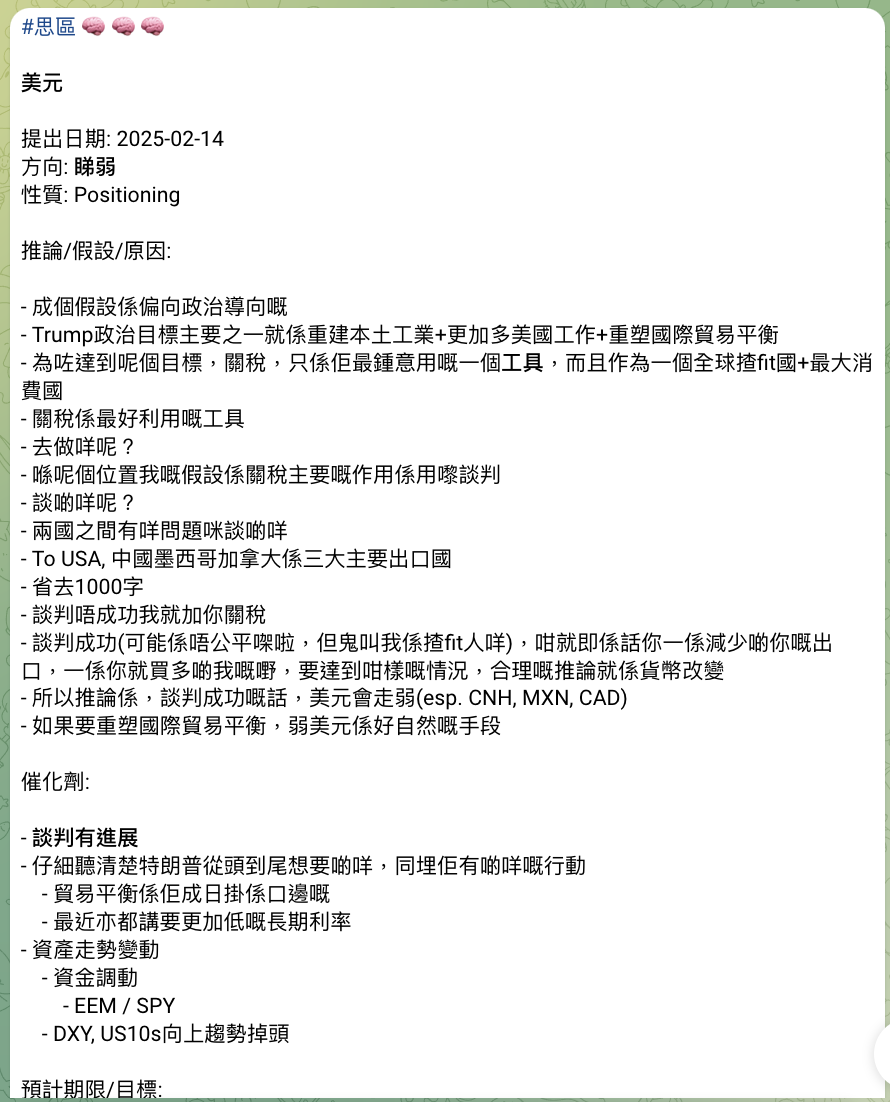 #思區 🧠 🧠 🧠
美元
提出日期: 2025-02-14
方向: 睇弱
性質: Positioning
推論/假設/原因:
- 成個假設係偏向政治導向嘅
- Trump政治目標主要之一就係重建本土工業+更加多美國工作+重塑國際貿易平衡
- 為咗達到呢個目標，關稅，只係佢最鍾意用嘅一個工具，而且作為一個全球揸fit國+最大消
費國
- 關稅係最好利用嘅工具
- 去做咩呢？
- 喺呢個位置我嘅假設係關稅主要嘅作用係用嚟談判
- 談啲咩呢？
- 兩國之間有咩問題咪談啲咩
- To USA, 中國墨西哥加拿大係三大主要出口國
- 省去1000字
- 談判唔成功我就加你關稅
- 談判成功(可能係唔公平㗎啦，但鬼叫我係揸fit人咩)，咁就即係話你一係減少啲你嘅出
口，一係你就買多啲我嘅嘢，要達到咁樣嘅情況，合理嘅推論就係貨幣改變
- 所以推論係，談判成功嘅話，美元會走弱(esp. CNH, MXN, CAD)
- 如果要重塑國際貿易平衡，弱美元係好自然嘅手段
催化劑:
- 談判有進展
- 仔細聽清楚特朗普從頭到尾想要啲咩，同埋佢有啲咩嘅行動
- 貿易平衡係佢成日掛係口邊嘅
- 最近亦都講要更加低嘅長期利率
- 資產走勢變動
- 資金調動
- EEM / SPY
- DXY, US10s向上趨勢掉頭
預計期限/目標: